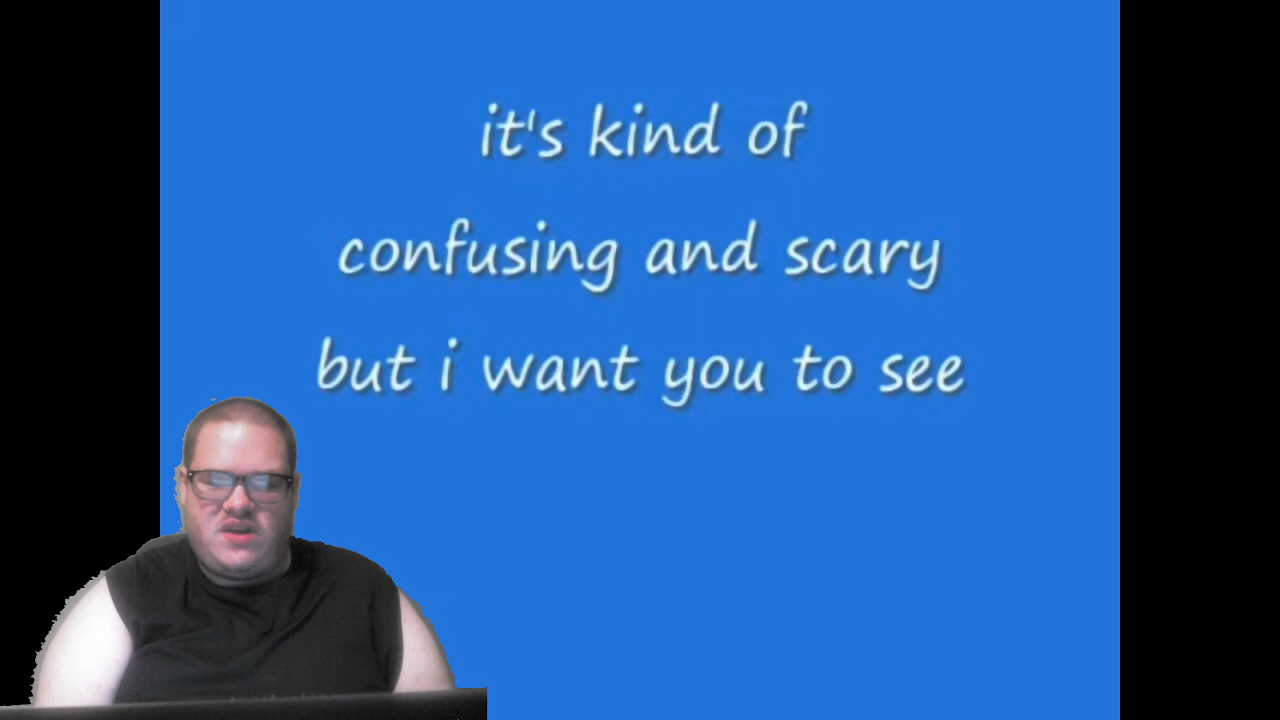 it's kind of
confusing and scary
but i want you to see